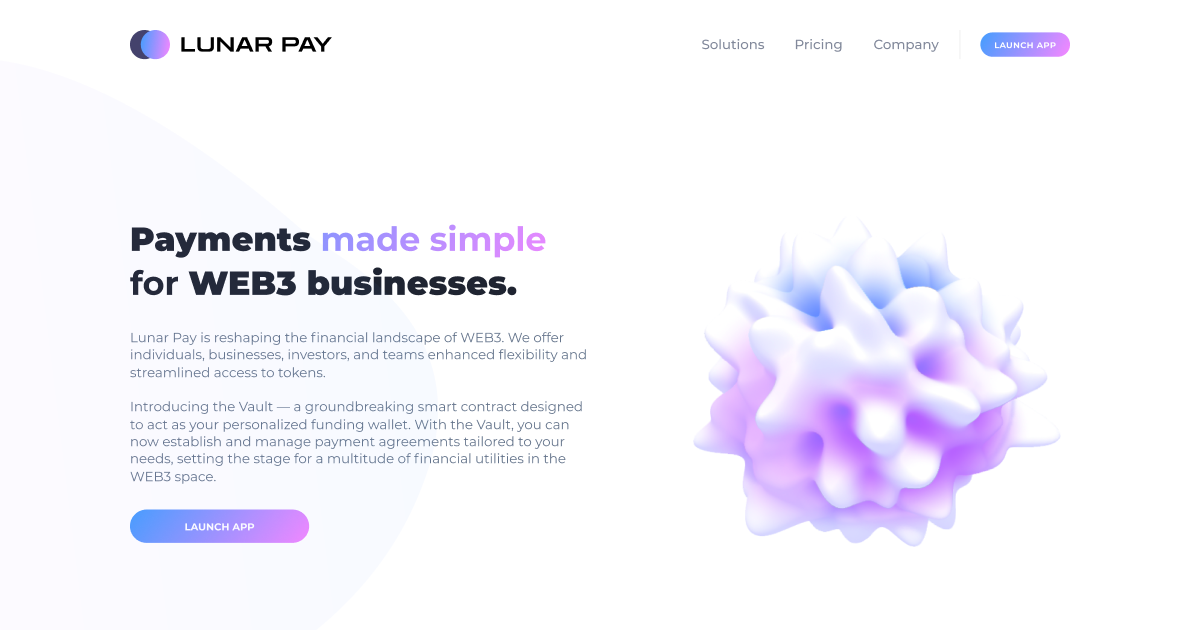 LUNAR PAY
Solutions
Pricing
Company
LAUNCH APP
Payments made simple
for WEB3 businesses.
Lunar Pay is reshaping the financial landscape of WEB3. We offer
individuals, businesses, investors, and teams enhanced flexibility and
streamlined access to tokens.
Introducing the Vault — a groundbreaking smart contract designed
to act as your personalized funding wallet. With the Vault, you can
now establish and manage payment agreements tailored to your
needs, setting the stage for a multitude of financial utilities in the
WEB3 space.
LAUNCH APP